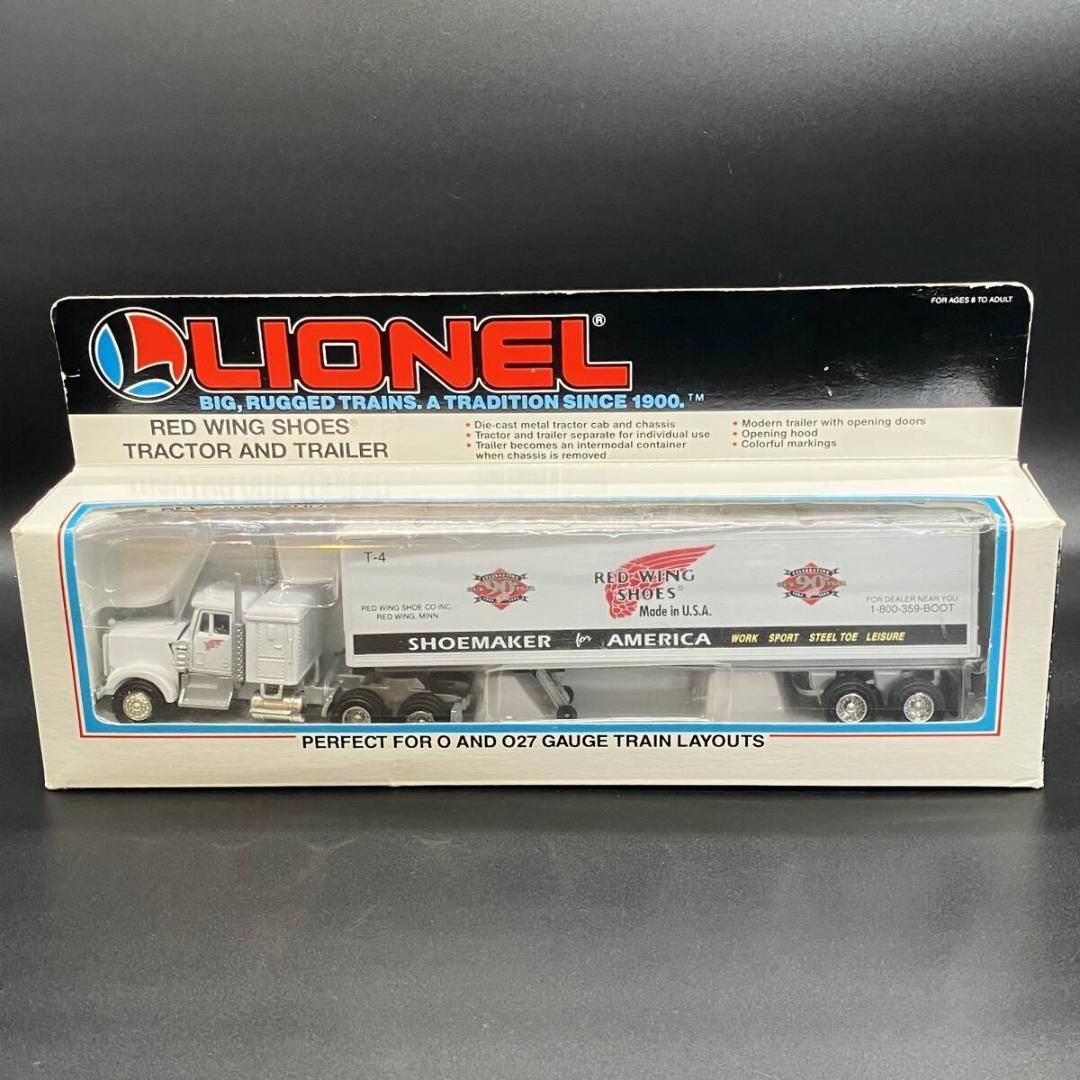 FOR AGES 8 TO ADULT
LIONEL®
BIG, RUGGED TRAINS. A TRADITION SINCE 1900.™
RED WING SHOES®
TRACTOR AND TRAILER
• Die-cast metal tractor cab and chassis
• Tractor and trailer separate for individual use
• Trailer becomes an intermodal container
when chassis is removed
• Modern trailer with opening doors
• Opening hood
• Colorful markings
T-4
RED WING SHOE CO INC.
RED WING, MINN
CELEBRATING
90
RED WING
SHOES®
Made in U.S.A.
CELEBRATING
90
FOR DEALER NEAR YOU
1-800-359-BOOT
SHOEMAKER for AMERICA WORK SPORT STEEL TOE LEISURE
PERFECT FOR O AND O27 GAUGE TRAIN LAYOUTS